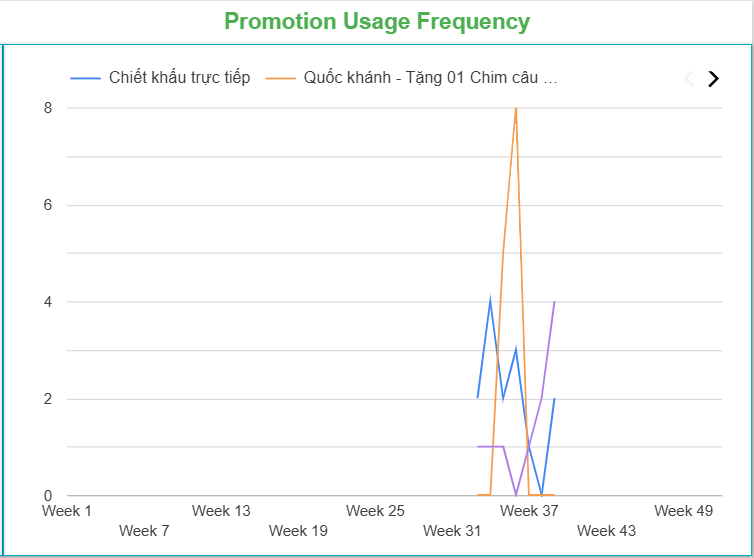 Promotion Usage Frequency
Chiết khấu trực tiếp Quốc khánh - Tặng 01 Chim câu ...
8
6
4
2
0
Week 1 Week 13 Week 25 Week 37 Week 49
Week 7 Week 19 Week 31 Week 43